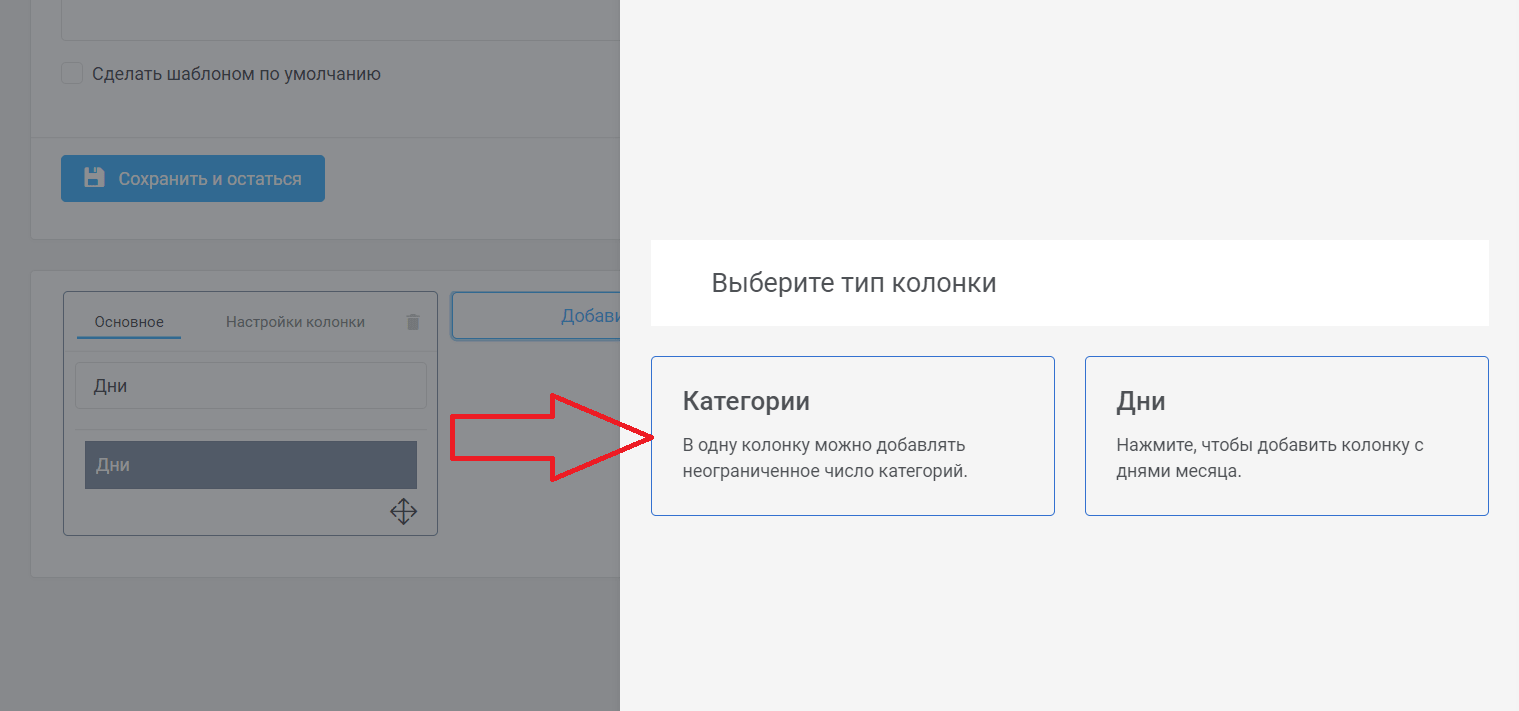 Сделать шаблоном по умолчанию
Сохранить и остаться
Основное
Настройки колонки
Дни
Дни
Добави
Выберите тип колонки
Категории
В одну колонку можно добавлять
неограниченное число категорий.
Дни
Нажмите, чтобы добавить колонку с
днями месяца.